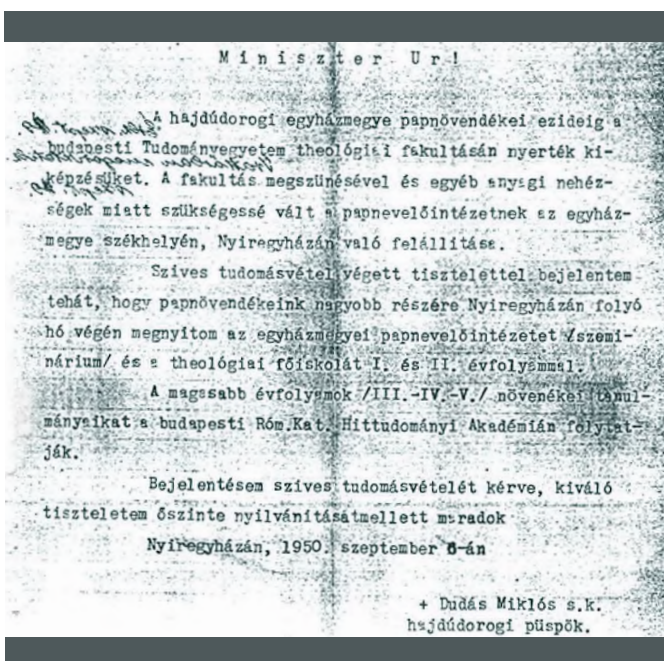 Miniszter Ur!
A hajdúdorogi egyházmegye papnövendékei ezideig a
budapesti Tudományegyetem theológiai fakultásán nyerték ki-
képzésüket. A fakultás megszünésével és egyéb anyagi nehéz-
ségek miatt szükségessé vált a papnevelőintézetnek az egyház-
megye székhelyén, Nyiregyházán való felállitása.
Szives tudomásvétel végett tisztelettel bejelentem
tehát, hogy papnövendékeink nagyobb részére Nyiregyházán folyó
hó végén megnyitom az egyházmegyei papnevelőintézetet /szemi-
nárium/ és a theológiai főiskolát I. és II. évfolyammal.
A magasabb évfolyamok /III.-IV.-V./ növenékei tanul-
mányaikat a budapesti Róm.Kat. Hittudományi Akadémián folytat-
ják.
Bejelentésem szives tudomásvételét kérve, kiváló
tiszteletem őszinte nyilvánitásátmellett maradok
Nyiregyházán, 1950. szeptember 6-án
+ Dudás Miklós s.k.
hajdúdorogi püspök.